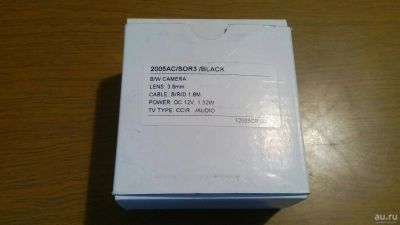 2005AC/SOR3 /BLACK
B/W CAMERA
LENS: 3.6mm
CABLE: B/R/D 1.8M
POWER: DC 12V, 1.32W
TV TYPE: CCIR /AUDIO
au.ru